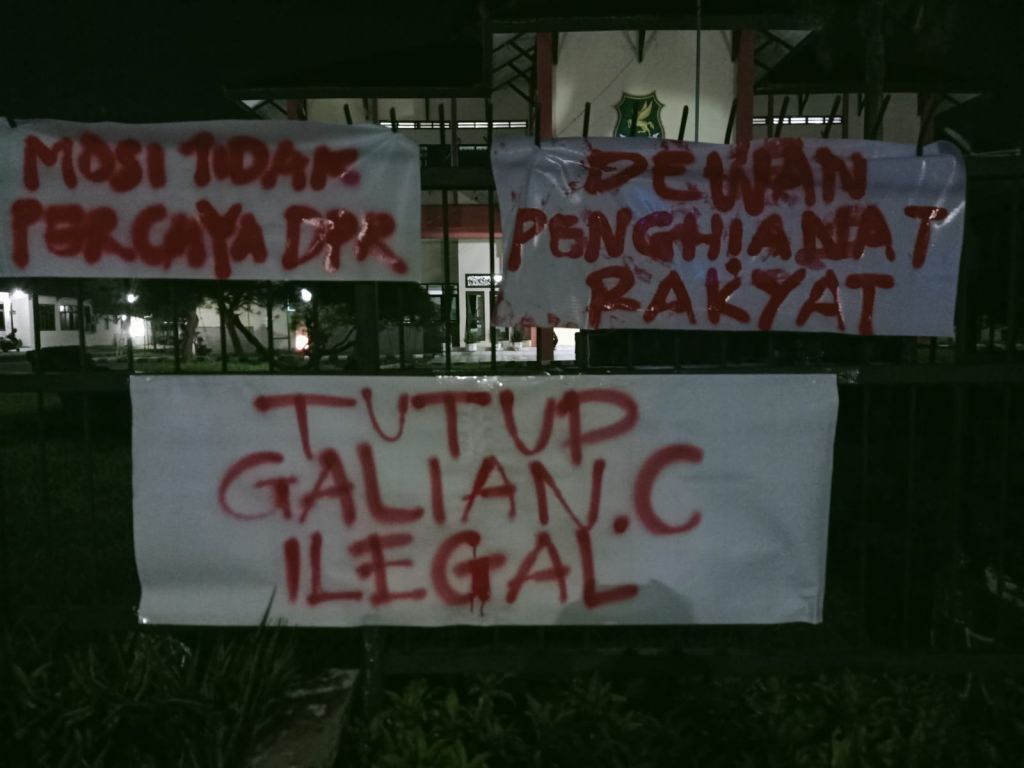 MOSI TIDAK
PERCAYA DPR
DEWAN
PENGHIANAT
RAKYAT
TUTUP
GALIAN.C
ILEGAL